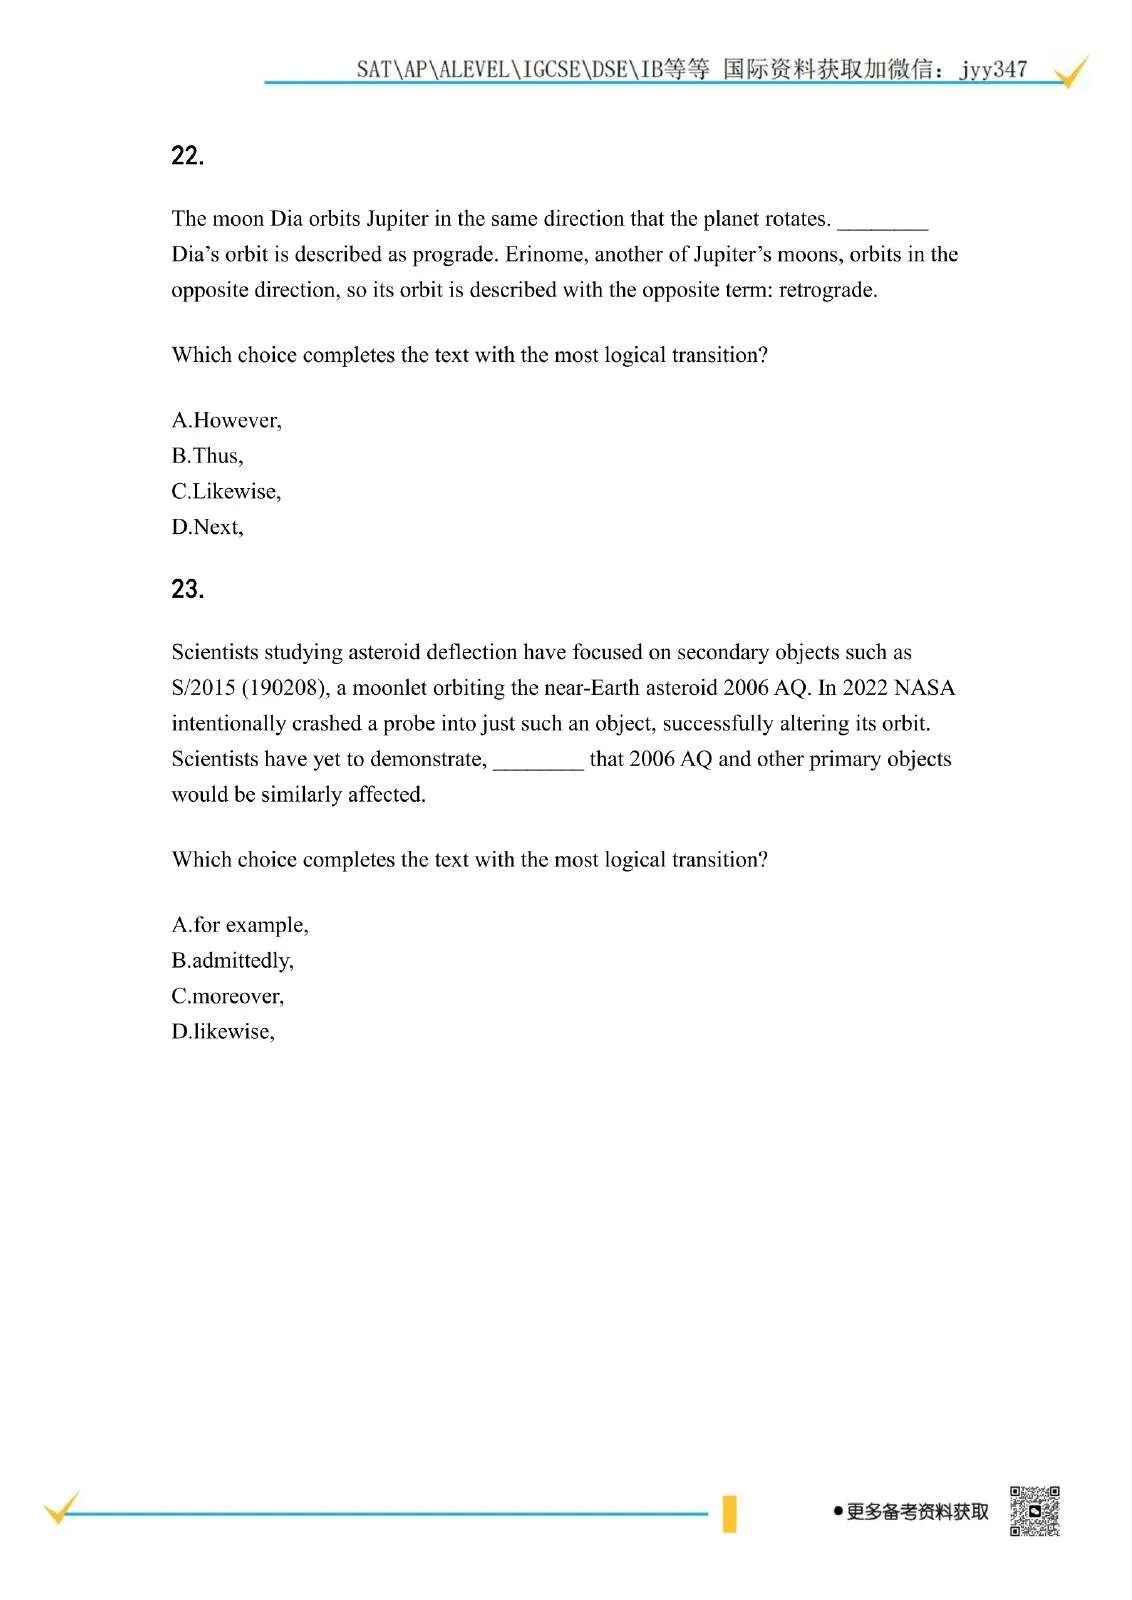 SAT\AP\ALEVEL\IGCSE\DSE\IB等等 国际资料获取加微信: jyy347
22.
The moon Dia orbits Jupiter in the same direction that the planet rotates. ________
Dia’s orbit is described as prograde. Erinome, another of Jupiter’s moons, orbits in the
opposite direction, so its orbit is described with the opposite term: retrograde.
Which choice completes the text with the most logical transition?
A.However,
B.Thus,
C.Likewise,
D.Next,
23.
Scientists studying asteroid deflection have focused on secondary objects such as
S/2015 (190208), a moonlet orbiting the near-Earth asteroid 2006 AQ. In 2022 NASA
intentionally crashed a probe into just such an object, successfully altering its orbit.
Scientists have yet to demonstrate, ________ that 2006 AQ and other primary objects
would be similarly affected.
Which choice completes the text with the most logical transition?
A.for example,
B.admittedly,
C.moreover,
D.likewise,
●更多备考资料获取